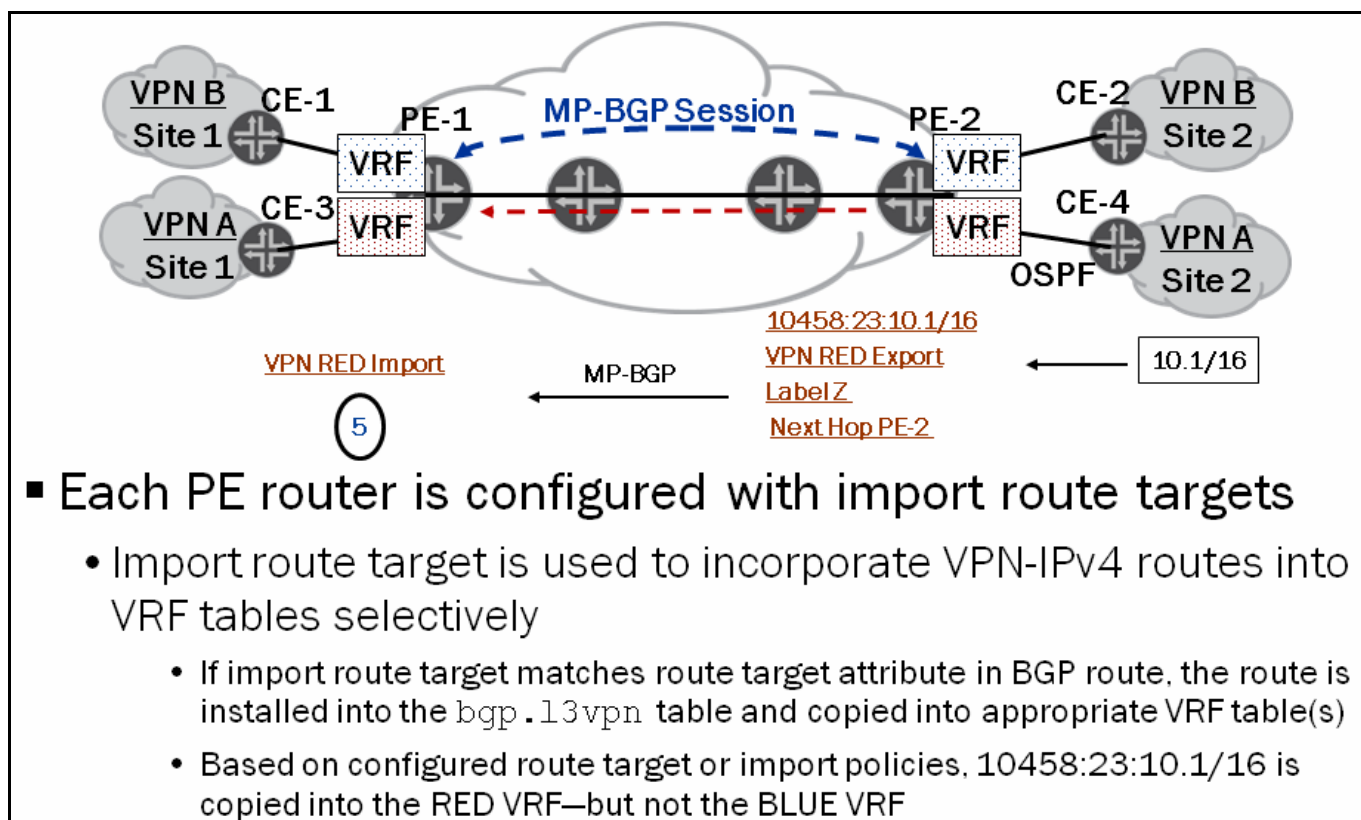 VPN B
Site 1
CE-1
PE-1
MP-BGP Session
PE-2
CE-2
VPN B
Site 2
VRF
VRF
VPN A
Site 1
CE-3
VRF
VRF
CE-4
VPN A
Site 2
OSPF
10458:23:10.1/16
VPN RED Export
Label Z
Next Hop PE-2
10.1/16
MP-BGP
VPN RED Import
5
▪ Each PE router is configured with import route targets
• Import route target is used to incorporate VPN-IPv4 routes into
VRF tables selectively
• If import route target matches route target attribute in BGP route, the route is
installed into the bgp.l3vpn table and copied into appropriate VRF table(s)
• Based on configured route target or import policies, 10458:23:10.1/16 is
copied into the RED VRF—but not the BLUE VRF